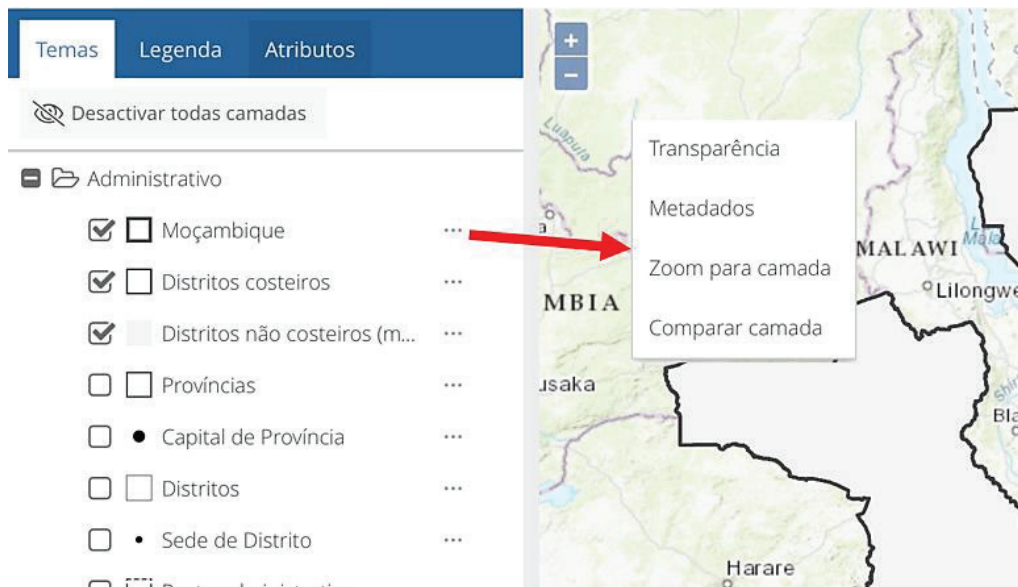 Temas
Legenda
Atributos
Desactivar todas camadas
Administrativo
Moçambique
Distritos costeiros
Distritos não costeiros (m...
Províncias
Capital de Província
Distritos
Sede de Distrito
+
−
Luapula
Transparência
Metadados
Zoom para camada
Comparar camada
MALAWI
Lilongwe
MBIA
usaka
Harare